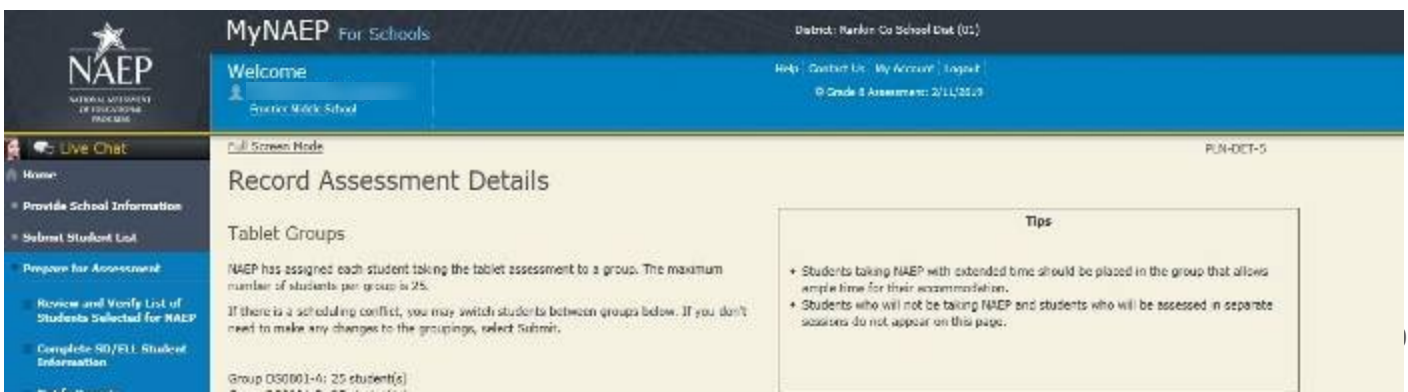 MyNAEP For Schools
District: Rankin Co School Dist (01)
NAEP
NATIONAL ASSESSMENT
OF EDUCATIONAL
PROGRESS
Welcome
Help Contact Us My Account Logout
Grade 8 Assessment: 2/11/2019
Middle School
Live Chat
Full Screen Mode
PLN-DET-5
Home
Record Assessment Details
Provide School Information
Submit Student List
Tablet Groups
Tips
Prepare for Assessment
NAEP has assigned each student taking the tablet assessment to a group. The maximum
number of students per group is 25.
If there is a scheduling conflict, you may switch students between groups below. If you don't
need to make any changes to the groupings, select Submit.
• Students taking NAEP with extended time should be placed in the group that allows
ample time for their accommodation.
• Students who will not be taking NAEP and students who will be assessed in separate
sessions do not appear on this page.
Review and Verify List of
Students Selected for NAEP
Complete SD/ELL Student
Information
Group DS0801-A: 25 student(s)